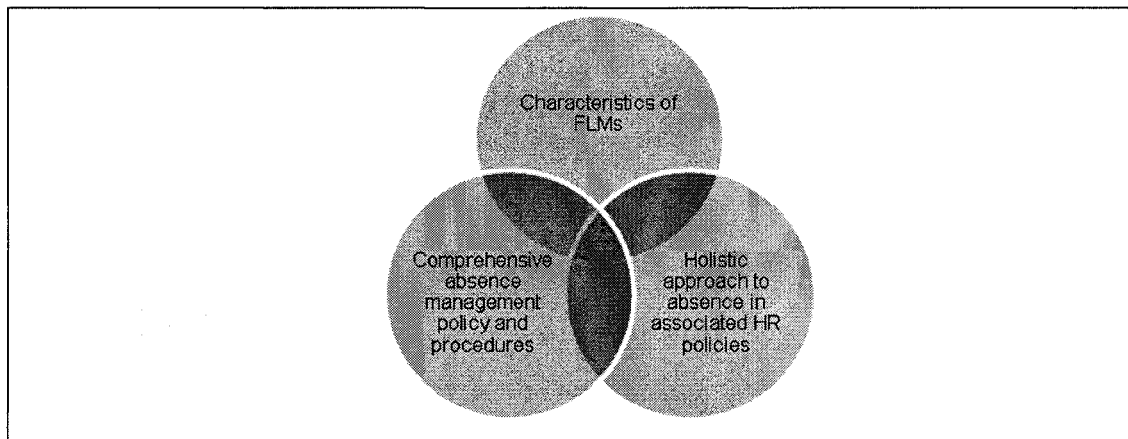 Characteristics of
FLMs
Comprehensive
absence
management
policy and
procedures
Holistic
approach to
absence in
associated HR
policies